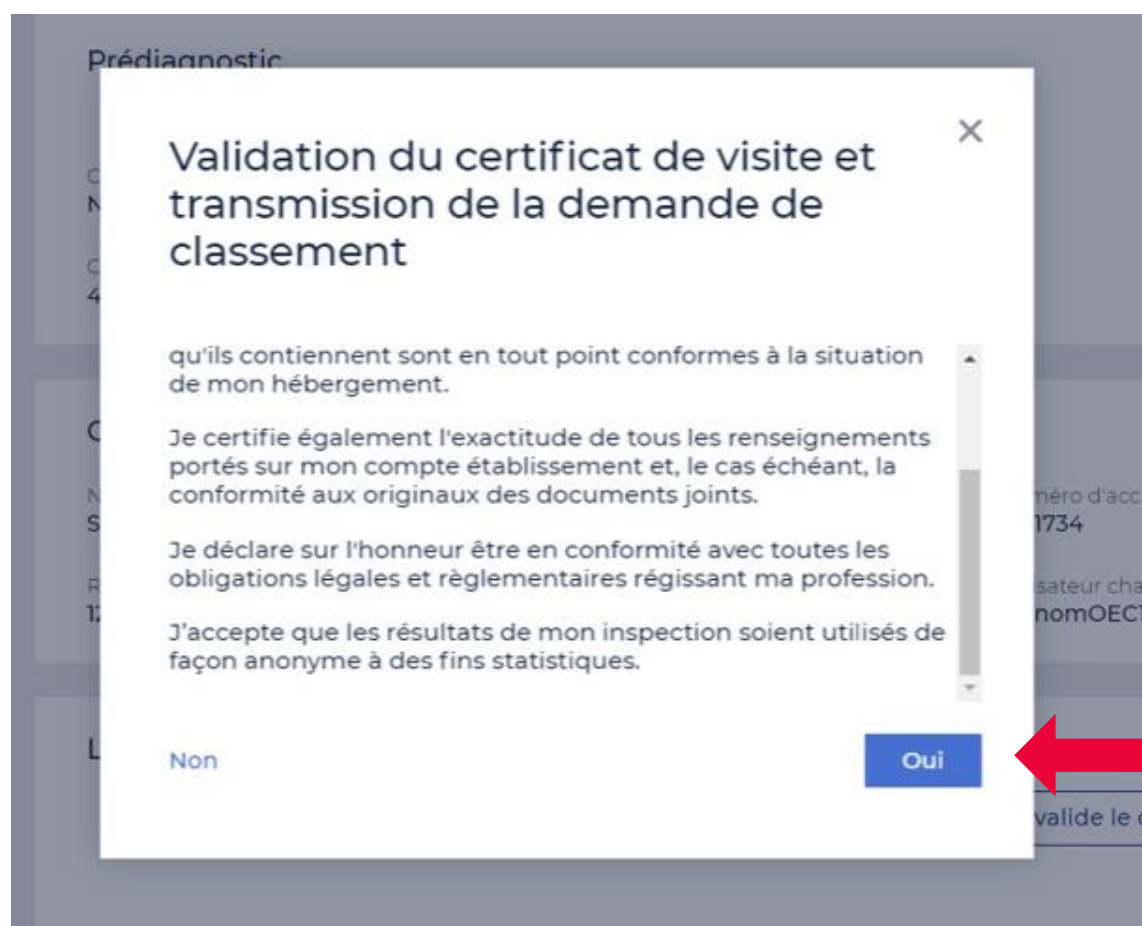 Prédiagnostic
Validation du certificat de visite et
transmission de la demande de
classement
qu'ils contiennent sont en tout point conformes à la situation
de mon hébergement.
Je certifie également l'exactitude de tous les renseignements
portés sur mon compte établissement et, le cas échéant, la
conformité aux originaux des documents joints.
Je déclare sur l'honneur être en conformité avec toutes les
obligations légales et règlementaires régissant ma profession.
J'accepte que les résultats de mon inspection soient utilisés de
façon anonyme à des fins statistiques.
Non
Oui
1734
valide le